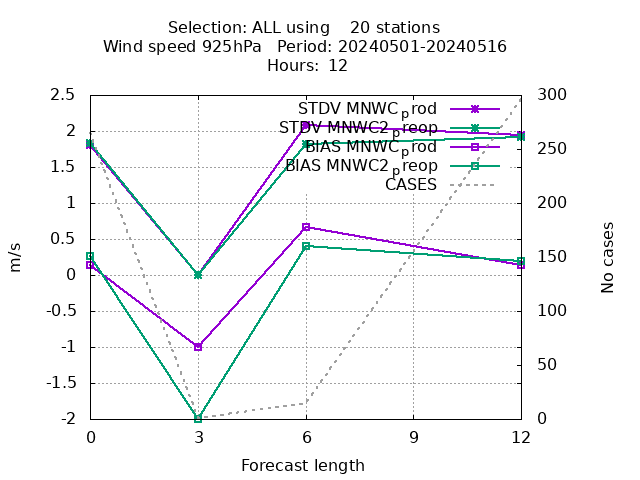 Selection: ALL using    20 stations
Wind speed 925hPa   Period: 20240501-20240516
Hours: 12
2.5
2
1.5
1
0.5
0
-0.5
-1
-1.5
-2
m/s
STDV MNWC_prod
STDV MNWC2_preop
BIAS MNWC_prod
BIAS MNWC2_preop
CASES
300
250
200
150
100
50
0
No cases
0 3 6 9 12
Forecast length